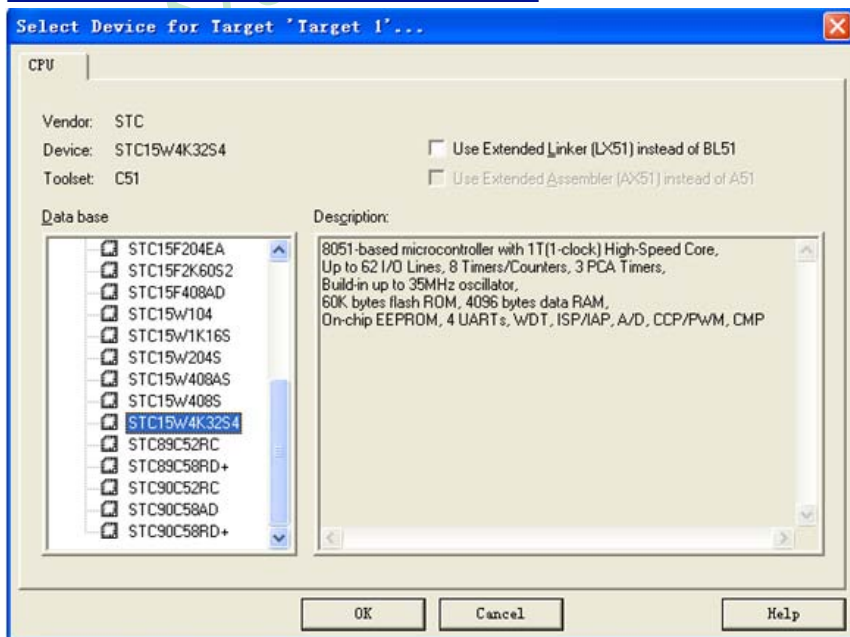 Select Device for Target 'Target 1'...
CPU
Vendor: STC
Device: STC15W4K32S4
Toolset: C51
Use Extended Linker (LX51) instead of BL51
Use Extended Assembler (AX51) instead of A51
Data base
STC15F204EA
STC15F2K60S2
STC15F408AD
STC15W104
STC15W1K16S
STC15W204S
STC15W408AS
STC15W408S
STC15W4K32S4
STC89C52RC
STC89C58RD+
STC90C52RC
STC90C58AD
STC90C58RD+
Description:
8051-based microcontroller with 1T(1-clock) High-Speed Core,
Up to 62 I/O Lines, 8 Timers/Counters, 3 PCA Timers,
Build-in up to 35MHz oscillator,
60K bytes flash ROM, 4096 bytes data RAM,
On-chip EEPROM, 4 UARTs, WDT, ISP/IAP, A/D, CCP/PWM, CMP
OK Cancel Help